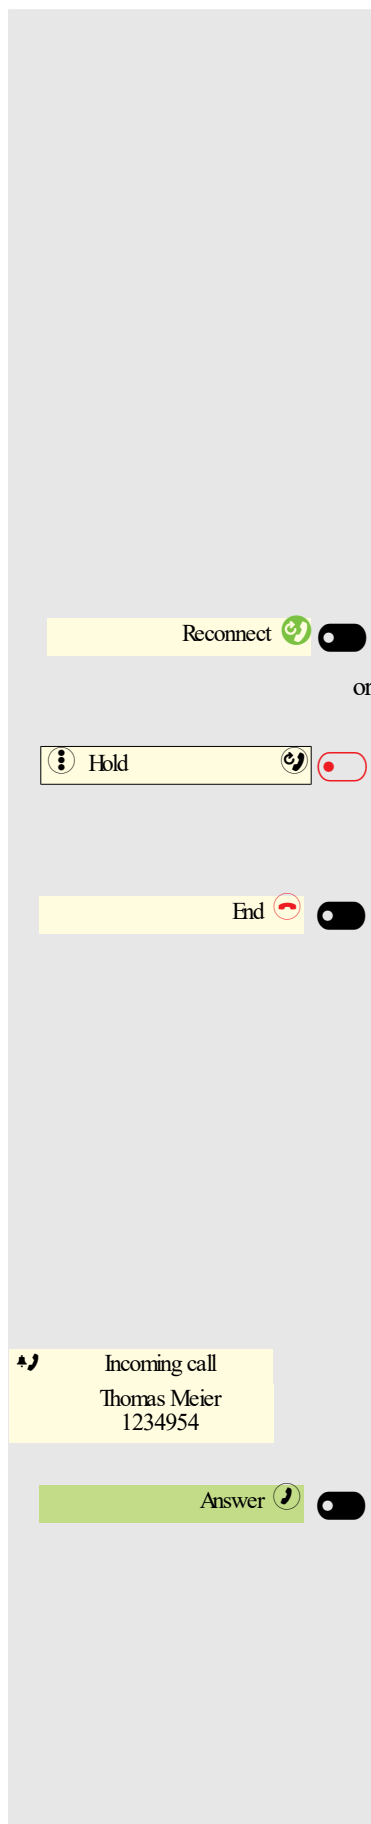 Reconnect
or
Hold
End
Incoming call
Thomas Meier
1234954
Answer